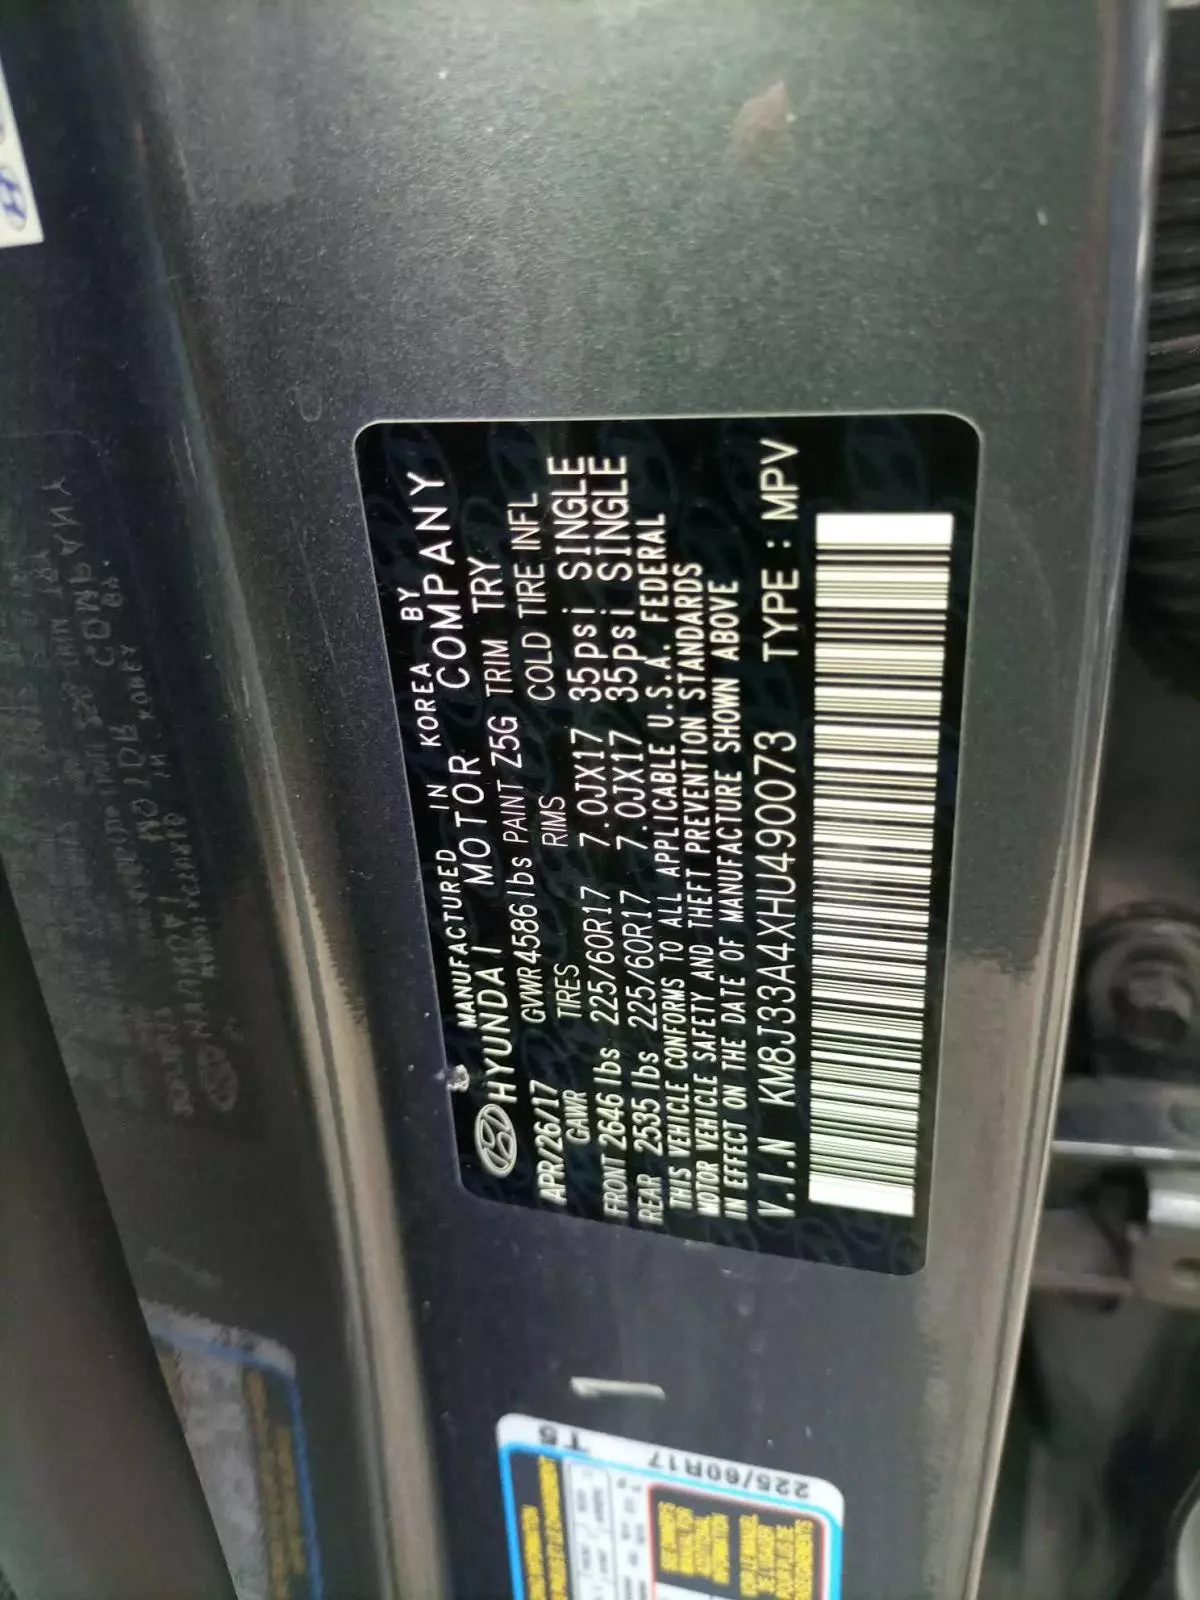 MANUFACTURED IN KOREA BY
HYUNDAI MOTOR COMPANY
APR/26/17 GVWR4586lbs PAINT Z5G TRIM TRY
GAWR TIRES RIMS COLD TIRE INFL
FRONT 2646 lbs 225/60R17 7.0JX17 35psi SINGLE
REAR 2535 lbs 225/60R17 7.0JX17 35psi SINGLE
THIS VEHICLE CONFORMS TO ALL APPLICABLE U.S.A. FEDERAL
MOTOR VEHICLE SAFETY AND THEFT PREVENTION STANDARDS
IN EFFECT ON THE DATE OF MANUFACTURE SHOWN ABOVE
V.I.N KM8J33A4XHU490073 TYPE : MPV
225/60R17 T5